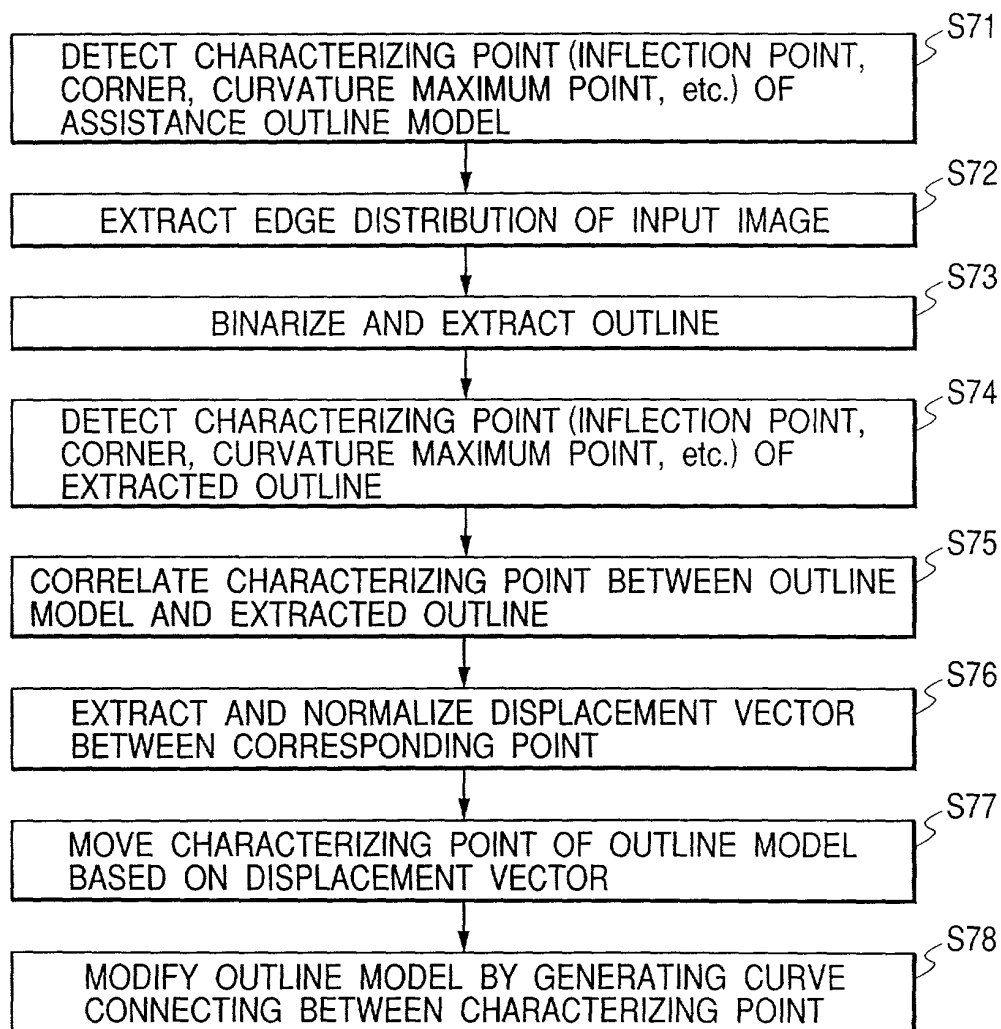 S71
DETECT CHARACTERIZING POINT (INFLECTION POINT,
CORNER, CURVATURE MAXIMUM POINT, etc.) OF
ASSISTANCE OUTLINE MODEL
S72
EXTRACT EDGE DISTRIBUTION OF INPUT IMAGE
S73
BINARIZE AND EXTRACT OUTLINE
S74
DETECT CHARACTERIZING POINT (INFLECTION POINT,
CORNER, CURVATURE MAXIMUM POINT, etc.) OF
EXTRACTED OUTLINE
S75
CORRELATE CHARACTERIZING POINT BETWEEN OUTLINE
MODEL AND EXTRACTED OUTLINE
S76
EXTRACT AND NORMALIZE DISPLACEMENT VECTOR
BETWEEN CORRESPONDING POINT
S77
MOVE CHARACTERIZING POINT OF OUTLINE MODEL
BASED ON DISPLACEMENT VECTOR
S78
MODIFY OUTLINE MODEL BY GENERATING CURVE
CONNECTING BETWEEN CHARACTERIZING POINT